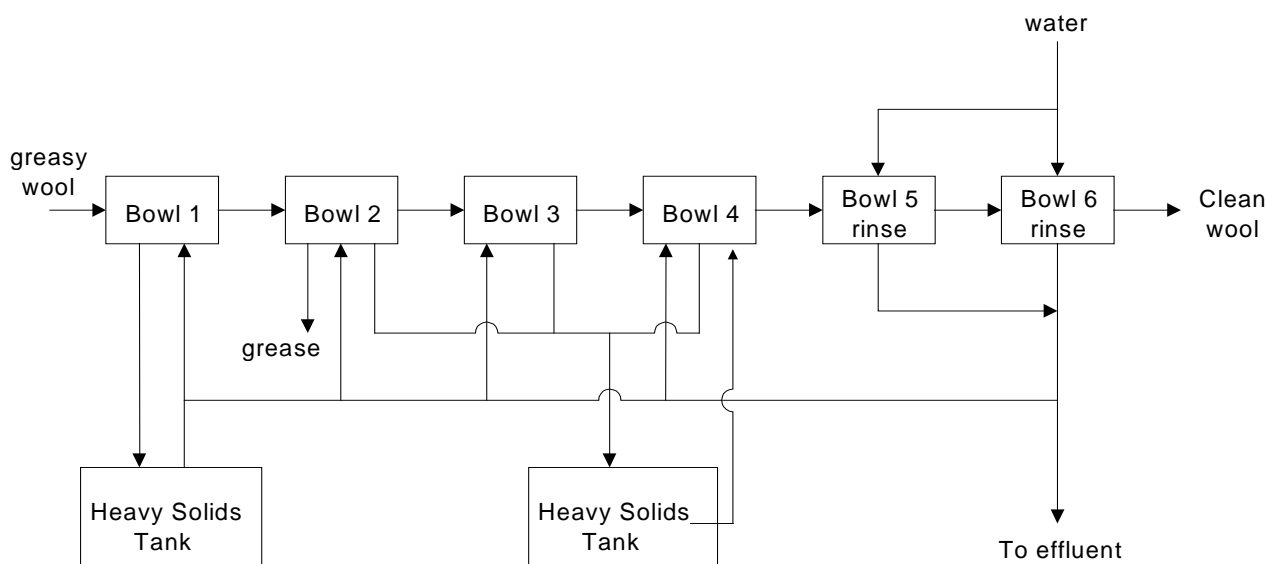 water
greasy
wool
Bowl 1
Bowl 2
Bowl 3
Bowl 4
Bowl 5
rinse
Bowl 6
rinse
Clean
wool
grease
Heavy Solids
Tank
Heavy Solids
Tank
To effluent